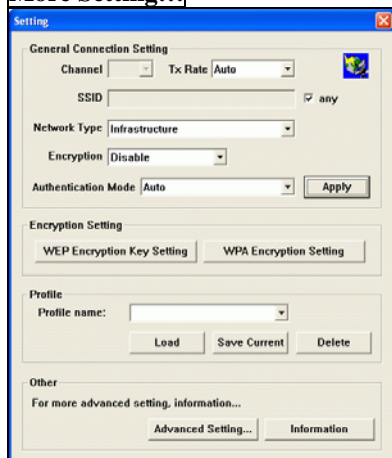 More Setting…
Setting
General Connection Setting
Channel Tx Rate Auto
SSID any
Network Type Infrastructure
Encryption Disable
Authentication Mode Auto Apply
Encryption Setting
WEP Encryption Key Setting WPA Encryption Setting
Profile
Profile name:
Load Save Current Delete
Other
For more advanced setting, information...
Advanced Setting... Information